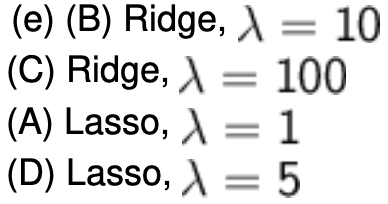 (e) (B) Ridge, λ = 10
(C) Ridge, λ = 100
(A) Lasso, λ = 1
(D) Lasso, λ = 5